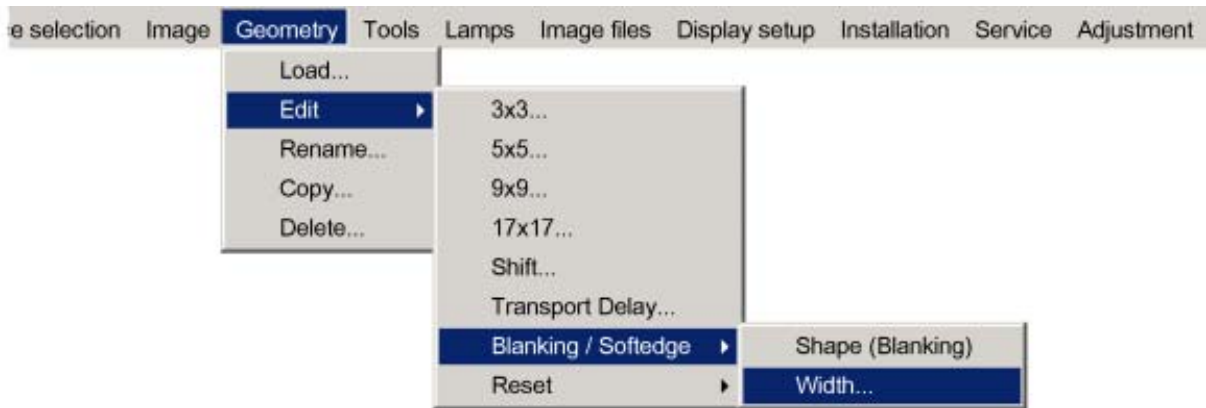 e selection Image Geometry Tools Lamps Image files Display setup Installation Service Adjustment
Load...
Edit
Rename...
Copy...
Delete...
3x3...
5x5...
9x9...
17x17...
Shift...
Transport Delay...
Blanking / Softedge
Reset
Shape (Blanking)
Width...